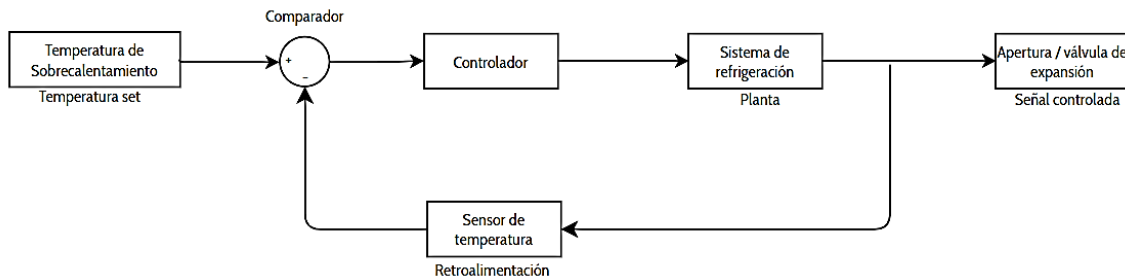 Comparador
Temperatura de
Sobrecalentamiento
Temperatura set
+
-
Controlador
Sistema de
refrigeración
Planta
Apertura / válvula de
expansión
Señal controlada
Sensor de
temperatura
Retroalimentación